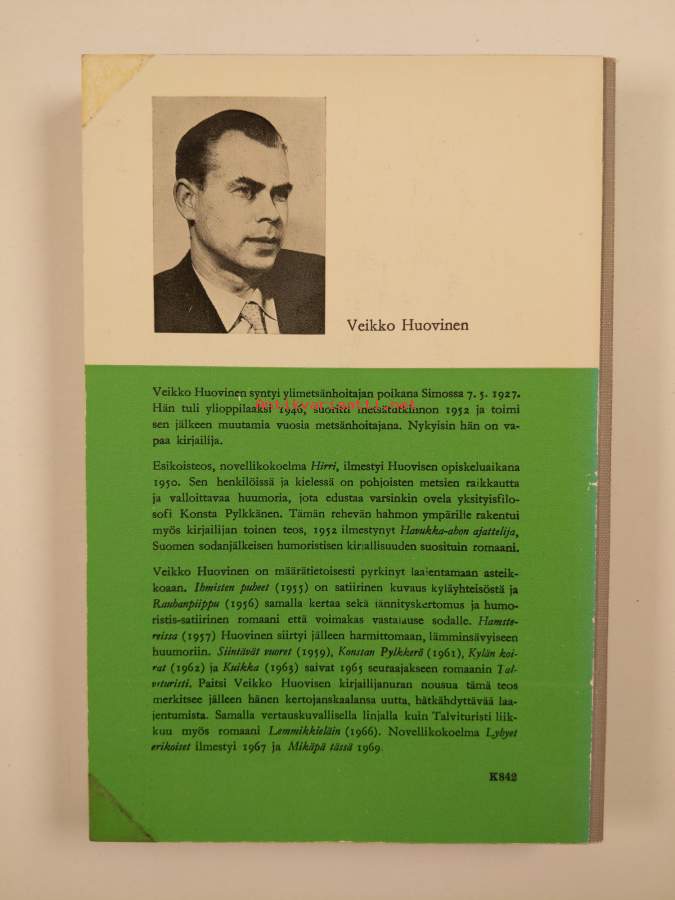 Veikko Huovinen
Veikko Huovinen syntyi ylimetsänhoitajan poikana Simossa 7. 5. 1927.
Hän tuli ylioppilaaksi 1946, suoritti metsätutkinnon 1952 ja toimi
antikvariaatti.net
sen jälkeen muutamia vuosia metsänhoitajana. Nykyisin hän on va-
paa kirjailija.
Esikoisteos, novellikokoelma Hirri, ilmestyi Huovisen opiskeluaikana
1950. Sen henkilöissä ja kielessä on pohjoisten metsien raikkautta
ja valloittavaa huumoria, jota edustaa varsinkin ovela yksityisfilo-
sofi Konsta Pylkkänen. Tämän rehevän hahmon ympärille rakentui
myös kirjailijan toinen teos, 1952 ilmestynyt Havukka-ahon ajattelija,
Suomen sodanjälkeisen humoristisen kirjallisuuden suosituin romaani.
Veikko Huovinen on määrätietoisesti pyrkinyt laajentamaan asteik-
koaan. Ihmisten puheet (1955) on satiirinen kuvaus kyläyhteisöstä ja
Rauhanpiippu (1956) samalla kertaa sekä jännityskertomus ja humo-
ristis-satiirinen romaani että voimakas vastalause sodalle. Hamste-
reissa (1957) Huovinen siirtyi jälleen harmittomaan, lämminsävyiseen
huumoriin. Siintävät vuoret (1959), Konstan Pylkkerö (1961), Kylän koi-
rat (1962) ja Kuikka (1963) saivat 1965 seuraajakseen romaanin Tal-
vituristi. Paitsi Veikko Huovisen kirjailijanuran nousua tämä teos
merkitsee jälleen hänen kertojanskaalansa uutta, hätkähdyttävää laa-
jentumista. Samalla vertauskuvallisella linjalla kuin Talvituristi liik-
kuu myös romaani Lemmikkieläin (1966). Novellikokoelma Lyhyet
erikoiset ilmestyi 1967 ja Mikäpä tässä 1969.
K842